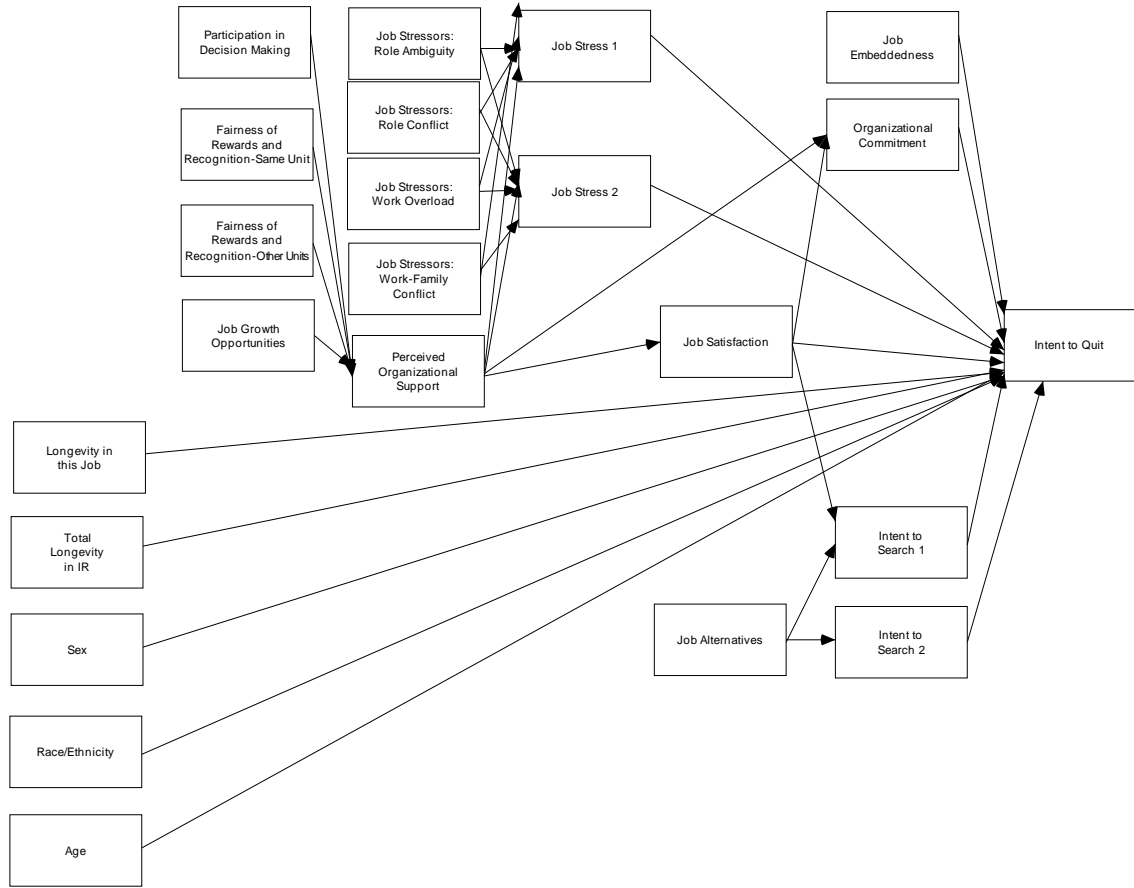 Participation in
Decision Making
Job Stressors:
Role Ambiguity
Job Stress 1
Job
Embeddedness
Fairness of
Rewards and
Recognition-Same Unit
Job Stressors:
Role Conflict
Organizational
Commitment
Job Stressors:
Work Overload
Job Stress 2
Fairness of
Rewards and
Recognition-Other Units
Job Stressors:
Work-Family
Conflict
Job Growth
Opportunities
Perceived
Organizational
Support
Job Satisfaction
Intent to Quit
Longevity in
this Job
Total
Longevity
in IR
Intent to
Search 1
Sex
Job Alternatives
Intent to
Search 2
Race/Ethnicity
Age